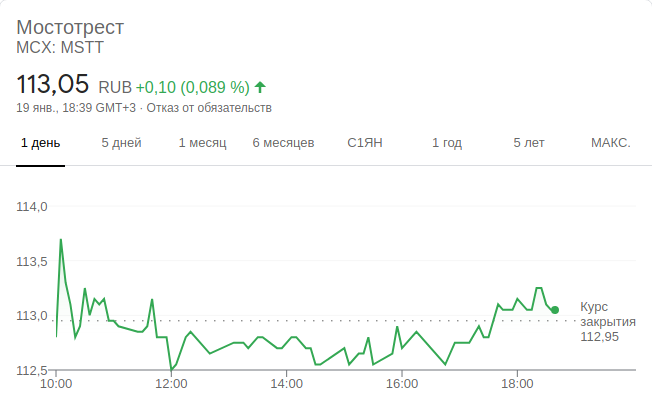 Мостотрест
MCX: MSTT
113,05 RUB +0,10 (0,089 %) ↑
19 янв., 18:39 GMT+3 · Отказ от обязательств
1 день 5 дней 1 месяц 6 месяцев С1ЯН 1 год 5 лет МАКС.
114,0
113,5
113,0
112,5
Курс
закрытия
112,95
10:00 12:00 14:00 16:00 18:00